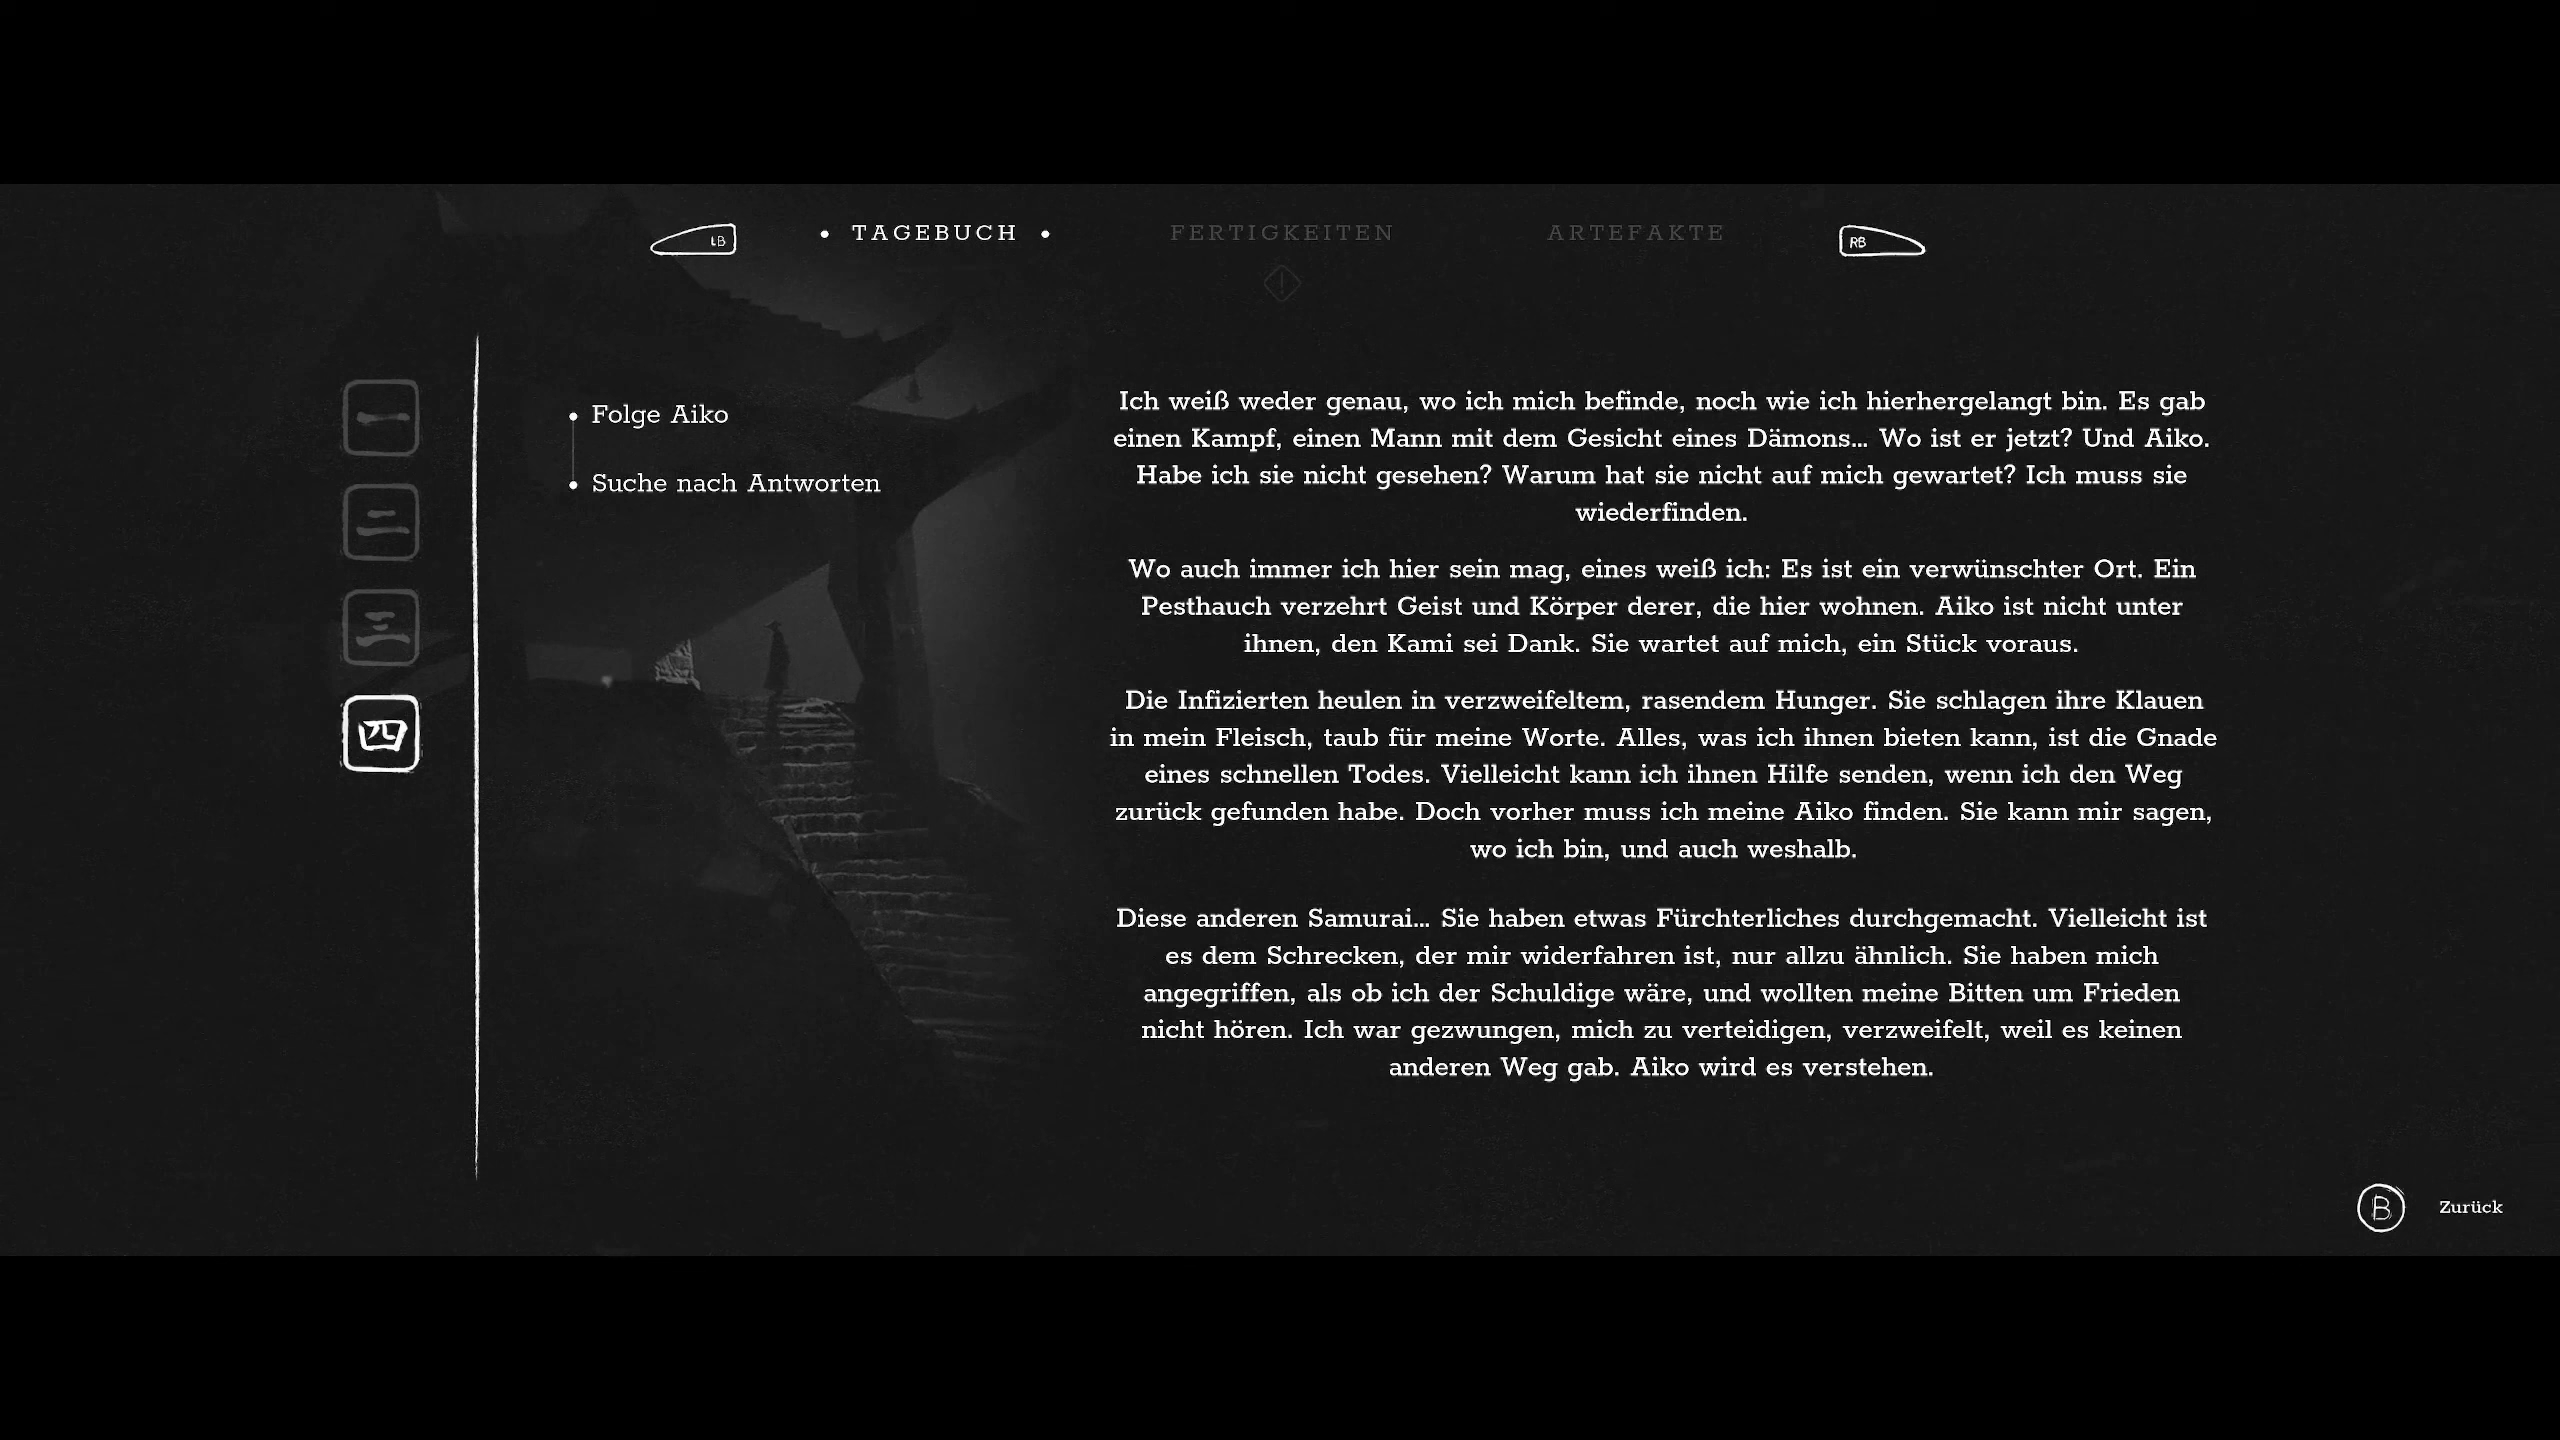 LB
• TAGEBUCH •
FERTIGKEITEN
ARTEFAKTE
RB
!
一
二
三
四
• Folge Aiko
• Suche nach Antworten
Ich weiß weder genau, wo ich mich befinde, noch wie ich hierhergelangt bin. Es gab
einen Kampf, einen Mann mit dem Gesicht eines Dämons... Wo ist er jetzt? Und Aiko.
Habe ich sie nicht gesehen? Warum hat sie nicht auf mich gewartet? Ich muss sie
wiederfinden.
Wo auch immer ich hier sein mag, eines weiß ich: Es ist ein verwünschter Ort. Ein
Pesthauch verzehrt Geist und Körper derer, die hier wohnen. Aiko ist nicht unter
ihnen, den Kami sei Dank. Sie wartet auf mich, ein Stück voraus.
Die Infizierten heulen in verzweifeltem, rasendem Hunger. Sie schlagen ihre Klauen
in mein Fleisch, taub für meine Worte. Alles, was ich ihnen bieten kann, ist die Gnade
eines schnellen Todes. Vielleicht kann ich ihnen Hilfe senden, wenn ich den Weg
zurück gefunden habe. Doch vorher muss ich meine Aiko finden. Sie kann mir sagen,
wo ich bin, und auch weshalb.
Diese anderen Samurai... Sie haben etwas Fürchterliches durchgemacht. Vielleicht ist
es dem Schrecken, der mir widerfahren ist, nur allzu ähnlich. Sie haben mich
angegriffen, als ob ich der Schuldige wäre, und wollten meine Bitten um Frieden
nicht hören. Ich war gezwungen, mich zu verteidigen, verzweifelt, weil es keinen
anderen Weg gab. Aiko wird es verstehen.
B Zurück